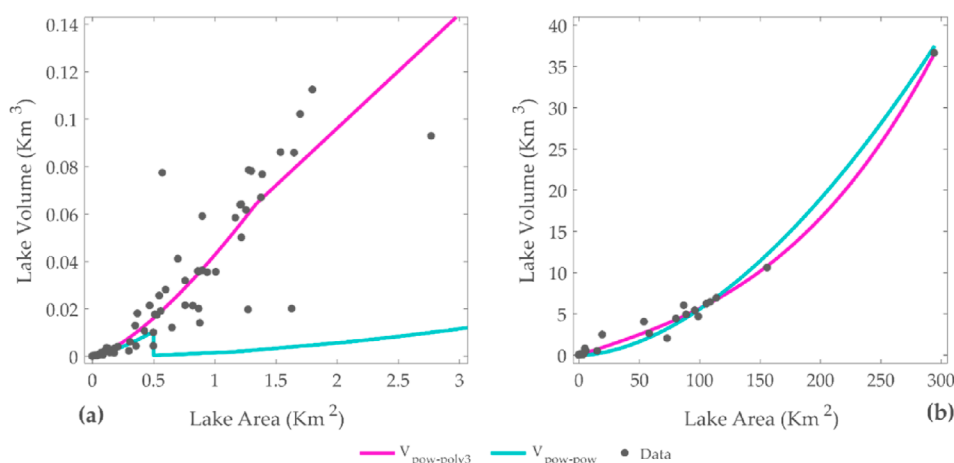 0.14
0.12
0.1
0.08
0.06
0.04
0.02
0
Lake Volume (Km 3)
0 0.5 1 1.5 2 2.5 3
(a)
Lake Area (Km 2)
40
35
30
25
20
15
10
5
0
Lake Volume (Km 3)
0 50 100 150 200 250 300
Lake Area (Km 2)
(b)
V pow-poly3 V pow-pow Data